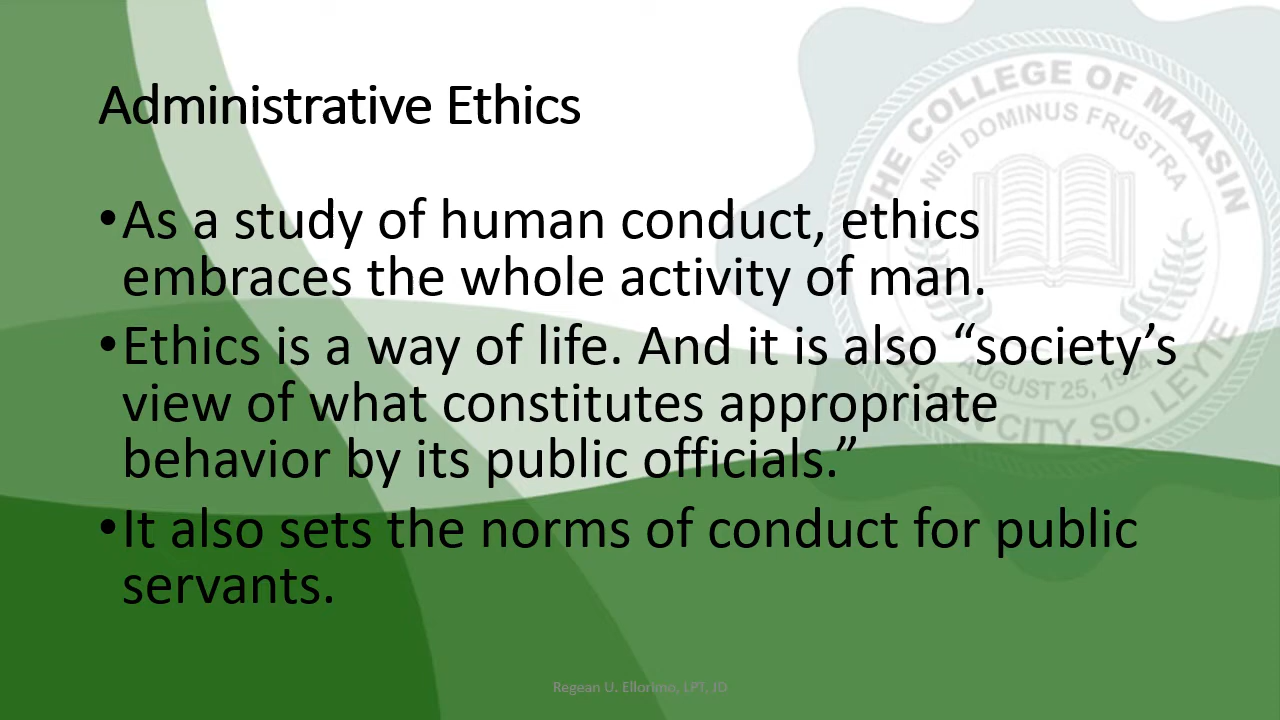 Administrative Ethics
•As a study of human conduct, ethics
embraces the whole activity of man.
•Ethics is a way of life. And it is also “society’s
view of what constitutes appropriate
behavior by its public officials.”
•It also sets the norms of conduct for public
servants.
THE COLLEGE OF MAASIN
NISI DOMINUS FRUSTRA
AUGUST 25, 1924
MAASIN CITY, SO. LEYTE
Regean U. Ellorimo, LPT, JD